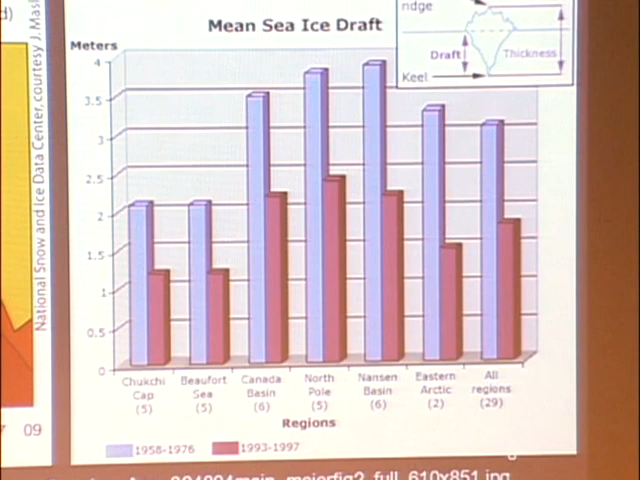 Mean Sea Ice Draft
Meters
4
3.5
3
2.5
2
1.5
1
0.5
0
Draft
Thickness
Keel
Chukchi
Cap
(5)
Beaufort
Sea
(5)
Canada
Basin
(6)
North
Pole
(5)
Nansen
Basin
(6)
Eastern
Arctic
(2)
All
regions
(29)
Regions
1958-1976
1993-1997
National Snow and Ice Data Center, courtesy J. Masl
09